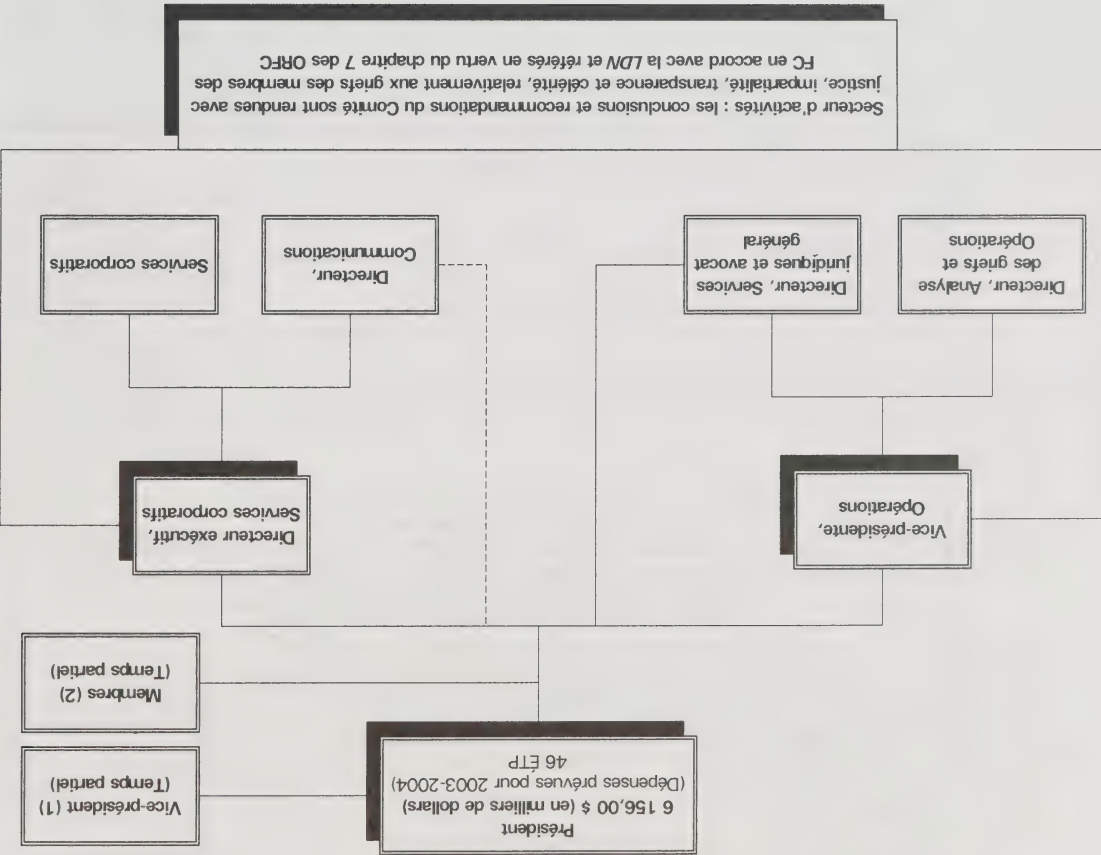 Président
6 156,00 $ (en milliers de dollars)
(Dépenses prévues pour 2003-2004)
46 ÉTP
Vice-président (1)
(Temps partiel)
Membres (2)
(Temps partiel)
Vice-présidente,
Opérations
Directeur exécutif,
Services corporatifs
Directeur, Analyse
des griefs et
Opérations
Directeur, Services
juridiques et avocat
général
Directeur,
Communications
Services corporatifs
Secteur d'activités : les conclusions et recommandations du Comité sont rendues avec
justice, impartialité, transparence et célérité, relativement aux griefs des membres des
FC en accord avec la LDN et référés en vertu du chapitre 7 des ORFC